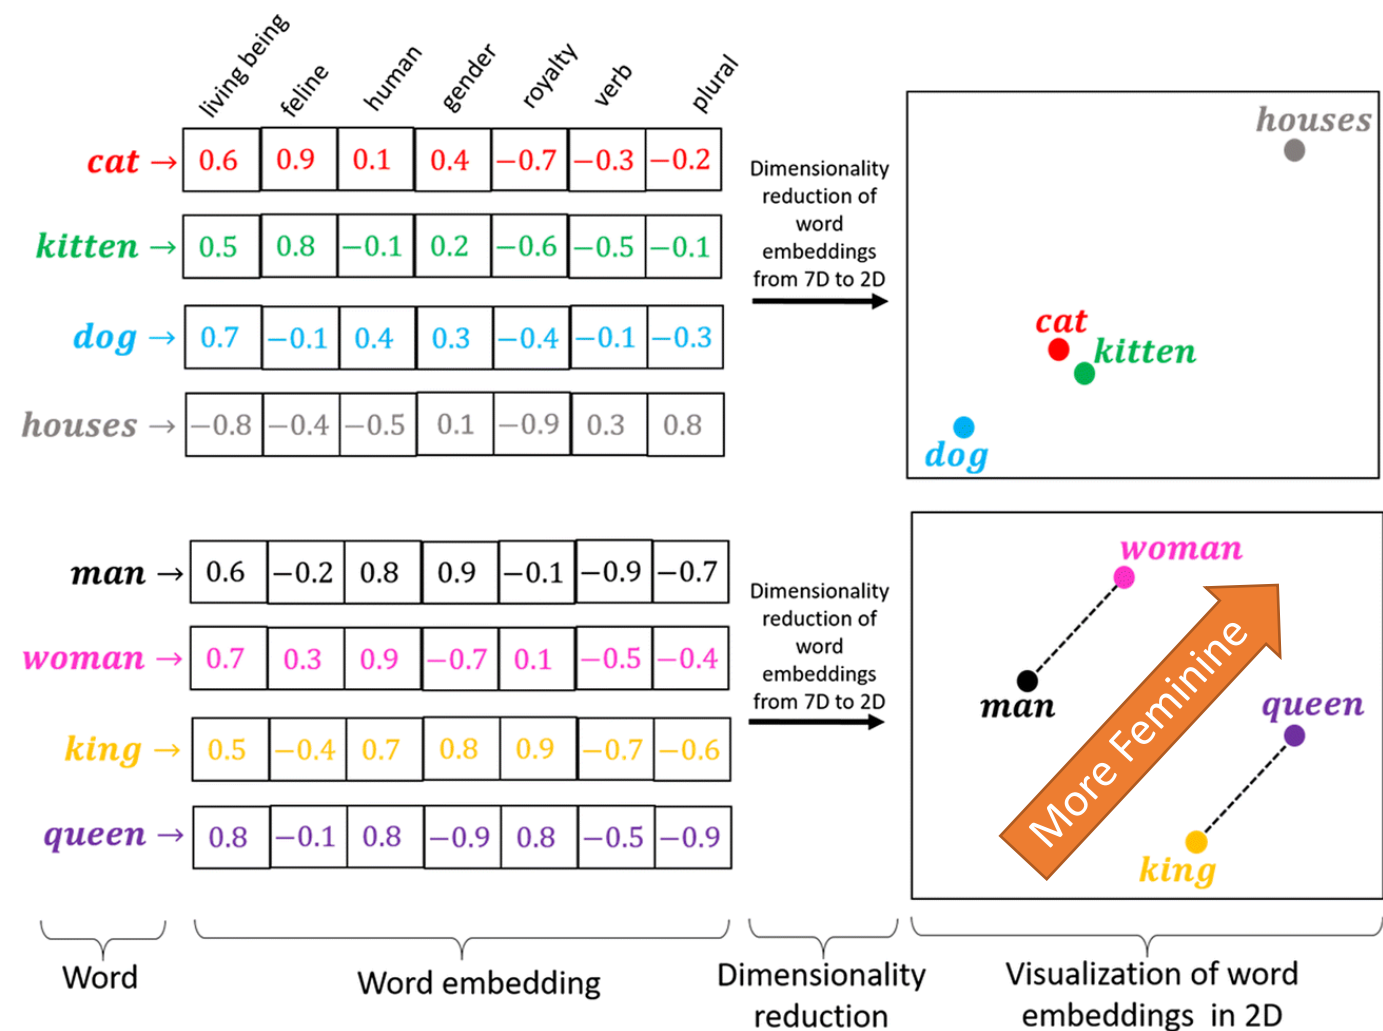 living being feline human gender royalty verb plural
cat → 0.6 0.9 0.1 0.4 −0.7 −0.3 −0.2
kitten → 0.5 0.8 −0.1 0.2 −0.6 −0.5 −0.1
dog → 0.7 −0.1 0.4 0.3 −0.4 −0.1 −0.3
houses → −0.8 −0.4 −0.5 0.1 −0.9 0.3 0.8
Dimensionality
reduction of
word
embeddings
from 7D to 2D
houses
cat
kitten
dog
man → 0.6 −0.2 0.8 0.9 −0.1 −0.9 −0.7
woman → 0.7 0.3 0.9 −0.7 0.1 −0.5 −0.4
king → 0.5 −0.4 0.7 0.8 0.9 −0.7 −0.6
queen → 0.8 −0.1 0.8 −0.9 0.8 −0.5 −0.9
Dimensionality
reduction of
word
embeddings
from 7D to 2D
woman
man
More Feminine
queen
king
Word
Word embedding
Dimensionality
reduction
Visualization of word
embeddings in 2D